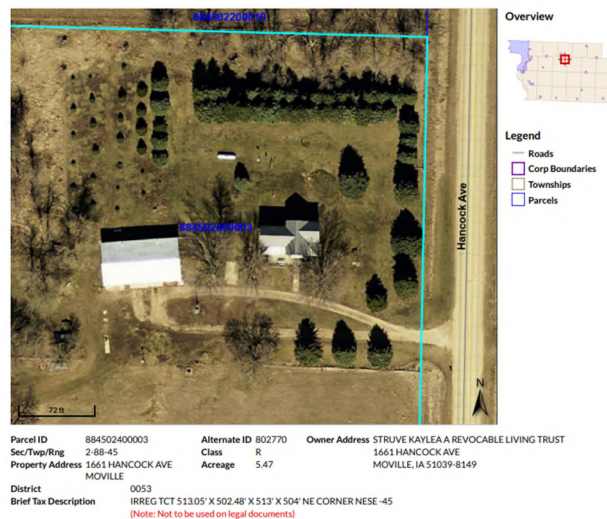 884502200010
Overview
Legend
Roads
Corp Boundaries
Townships
Parcels
Hancock Ave
884502400003
N
72 ft
Parcel ID 884502400003 Alternate ID 802770 Owner Address STRUVE KAYLEA A REVOCABLE LIVING TRUST
Sec/Twp/Rng 2-88-45 Class R 1661 HANCOCK AVE
Property Address 1661 HANCOCK AVE Acreage 5.47 MOVILLE, IA 51039-8149
MOVILLE
District 0053
Brief Tax Description IRREG TCT 513.05' X 502.48' X 513' X 504' NE CORNER NESE -45
(Note: Not to be used on legal documents)